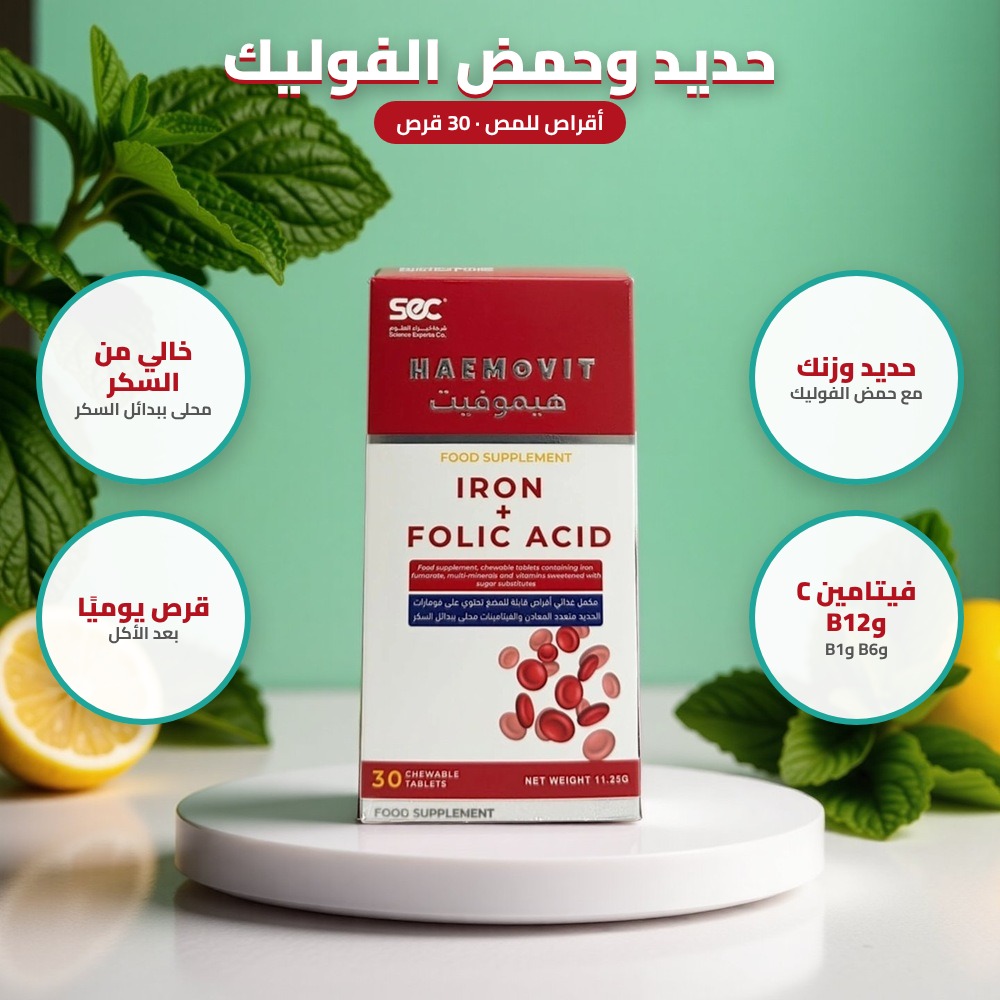 حديد وحمض الفوليك
أقراص للمص · 30 قرص
خالي من
السكر
محلى ببدائل السكر
حديد وزنك
مع حمض الفوليك
قرص يوميًا
بعد الأكل
فيتامين C
وB12
وB6 وB1
SEC
شركة خبراء العلوم
Science Experts Co.
HAEMOVIT
هيموفيت
FOOD SUPPLEMENT
IRON
+
FOLIC ACID
Food supplement, chewable tablets containing iron
fumarate, multi-minerals and vitamins sweetened with
sugar substitutes
مكمل غذائي أقراص قابلة للمضغ تحتوي على فومارات
الحديد متعدد المعادن والفيتامينات محلى ببدائل السكر
30 CHEWABLE
TABLETS
NET WEIGHT 11.25G
FOOD SUPPLEMENT